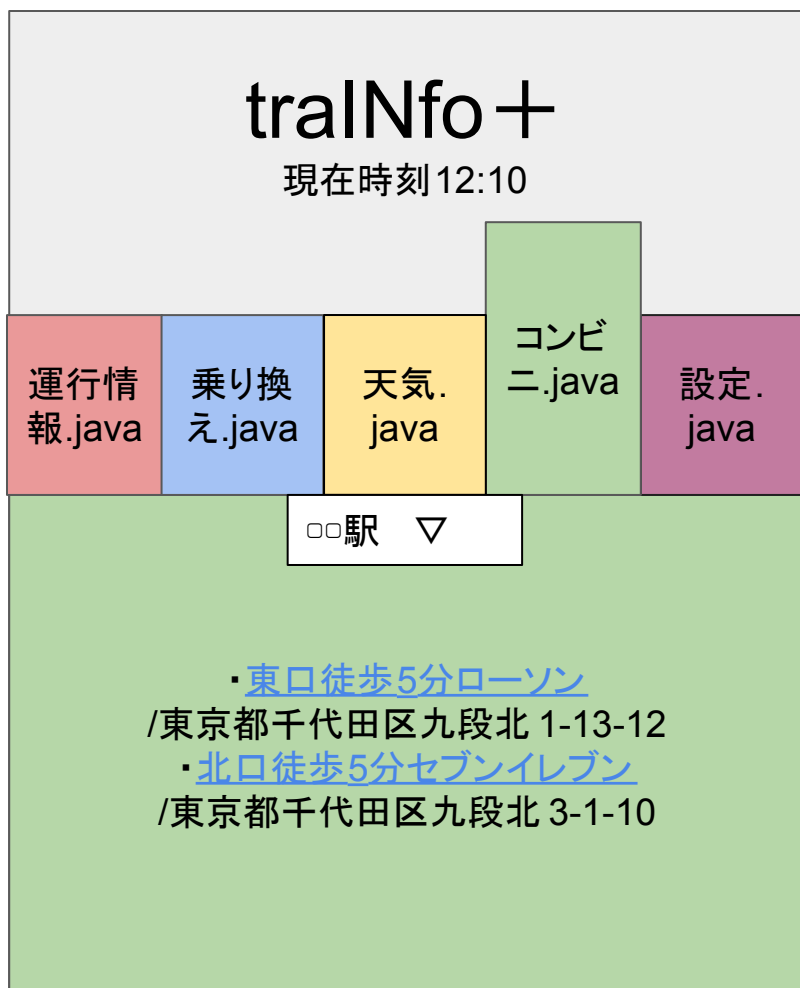 traINfo＋
現在時刻12:10
運行情
報.java
乗り換
え.java
天気.
java
コンビ
ニ.java
設定.
java
▢▢駅　▽
・東口徒歩5分ローソン
/東京都千代田区九段北 1-13-12
・北口徒歩5分セブンイレブン
/東京都千代田区九段北 3-1-10